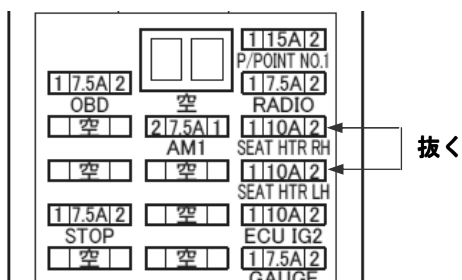 1 15A 2
P/POINT NO.1
1 7.5A 2 1 7.5A 2
OBD 空 RADIO
空 2 7.5A 1 1 10A 2
AM1 SEAT HTR RH
抜く
空 空 1 10A 2
SEAT HTR LH
1 7.5A 2 空 1 10A 2
STOP ECU IG2
空 空 1 7.5A 2
GAUGE